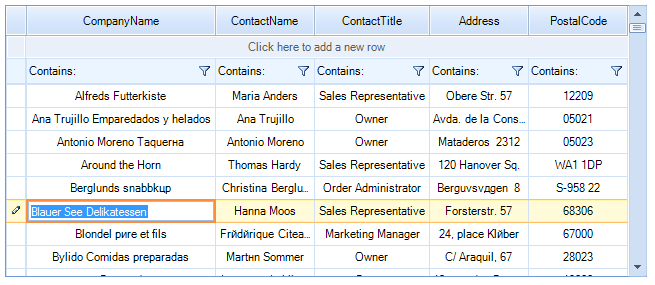 CompanyName ContactName ContactTitle Address PostalCode
Click here to add a new row
Contains: Contains: Contains: Contains: Contains:
Alfreds Futterkiste Maria Anders Sales Representative Obere Str. 57 12209
Ana Trujillo Emparedados y helados Ana Trujillo Owner Avda. de la Cons... 05021
Antonio Moreno Taquerнa Antonio Moreno Owner Mataderos 2312 05023
Around the Horn Thomas Hardy Sales Representative 120 Hanover Sq. WA1 1DP
Berglunds snabbkцp Christina Berglu... Order Administrator Berguvsvдgen 8 S-958 22
Blauer See Delikatessen Hanna Moos Sales Representative Forsterstr. 57 68306
Blondel pиre et fils Frйdйrique Citea... Marketing Manager 24, place Klйber 67000
Bylido Comidas preparadas Martнn Sommer Owner C/ Araquil, 67 28023